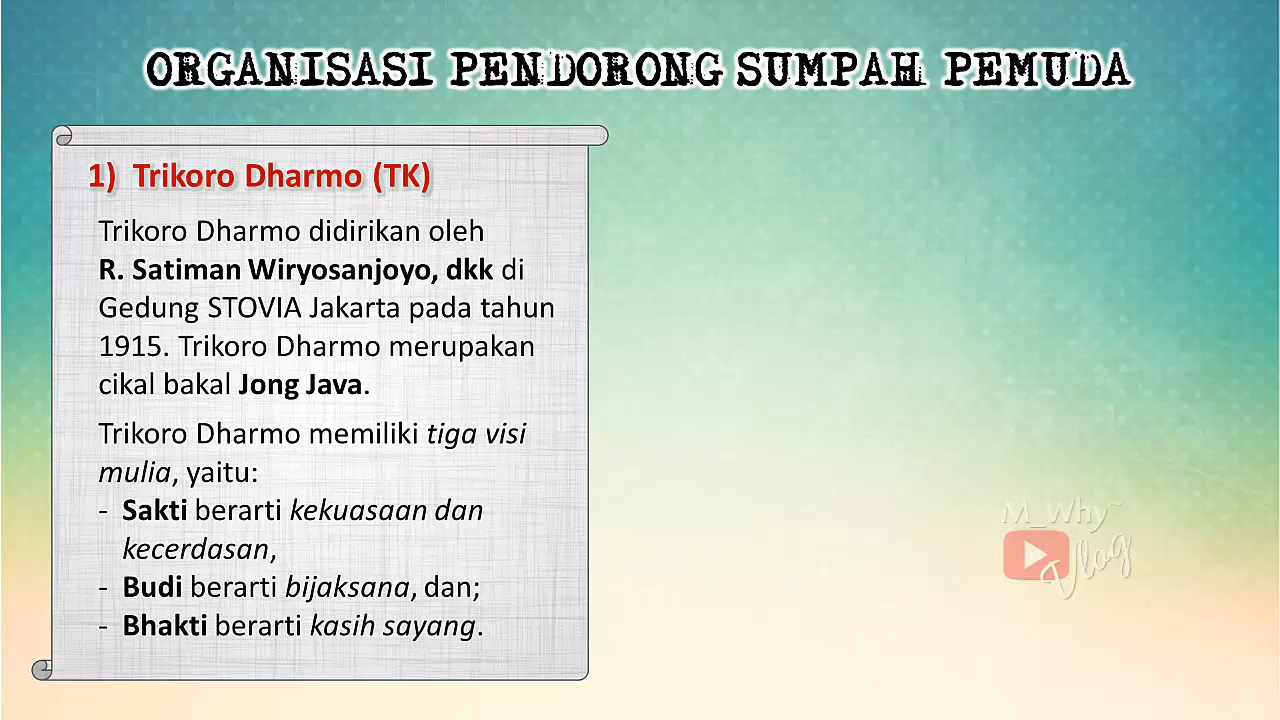 ORGANISASI PENDORONG SUMPAH PEMUDA
1) Trikoro Dharmo (TK)
Trikoro Dharmo didirikan oleh
R. Satiman Wiryosanjoyo, dkk di
Gedung STOVIA Jakarta pada tahun
1915. Trikoro Dharmo merupakan
cikal bakal Jong Java.
Trikoro Dharmo memiliki tiga visi
mulia, yaitu:
- Sakti berarti kekuasaan dan
kecerdasan,
- Budi berarti bijaksana, dan;
- Bhakti berarti kasih sayang.
M_Why~
Vlog